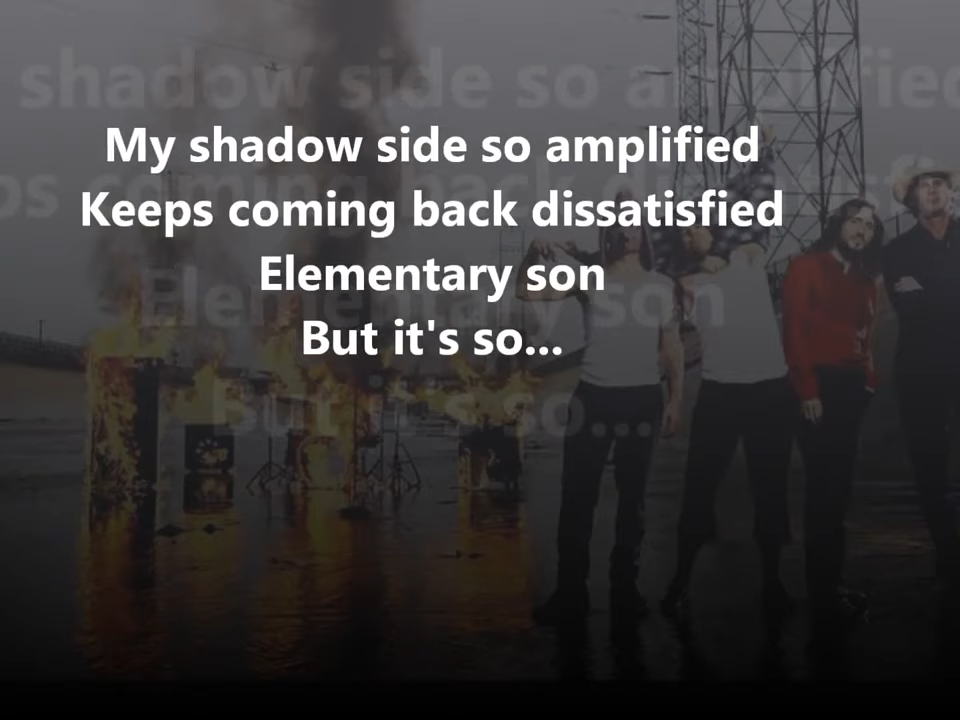 My shadow side so amplified
Keeps coming back dissatisfied
Elementary son
But it's so...